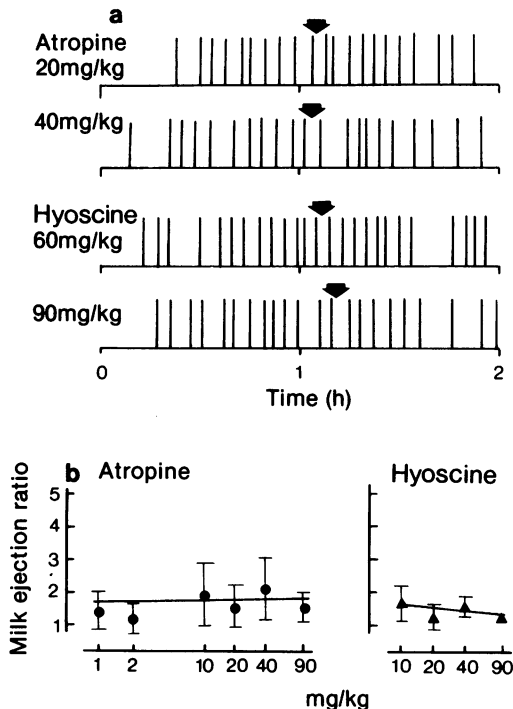 a
Atropine
20mg/kg
40mg/kg
Hyoscine
60mg/kg
90mg/kg
0 1 2
Time (h)
b Atropine Hyoscine
Milk ejection ratio
5
4
3
2
1
1 2 10 20 40 90 10 20 40 90
mg/kg